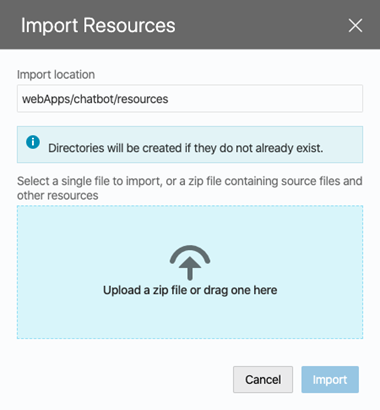 Import Resources
Import location
webApps/chatbot/resources
Directories will be created if they do not already exist.
Select a single file to import, or a zip file containing source files and
other resources
Upload a zip file or drag one here
Cancel
Import